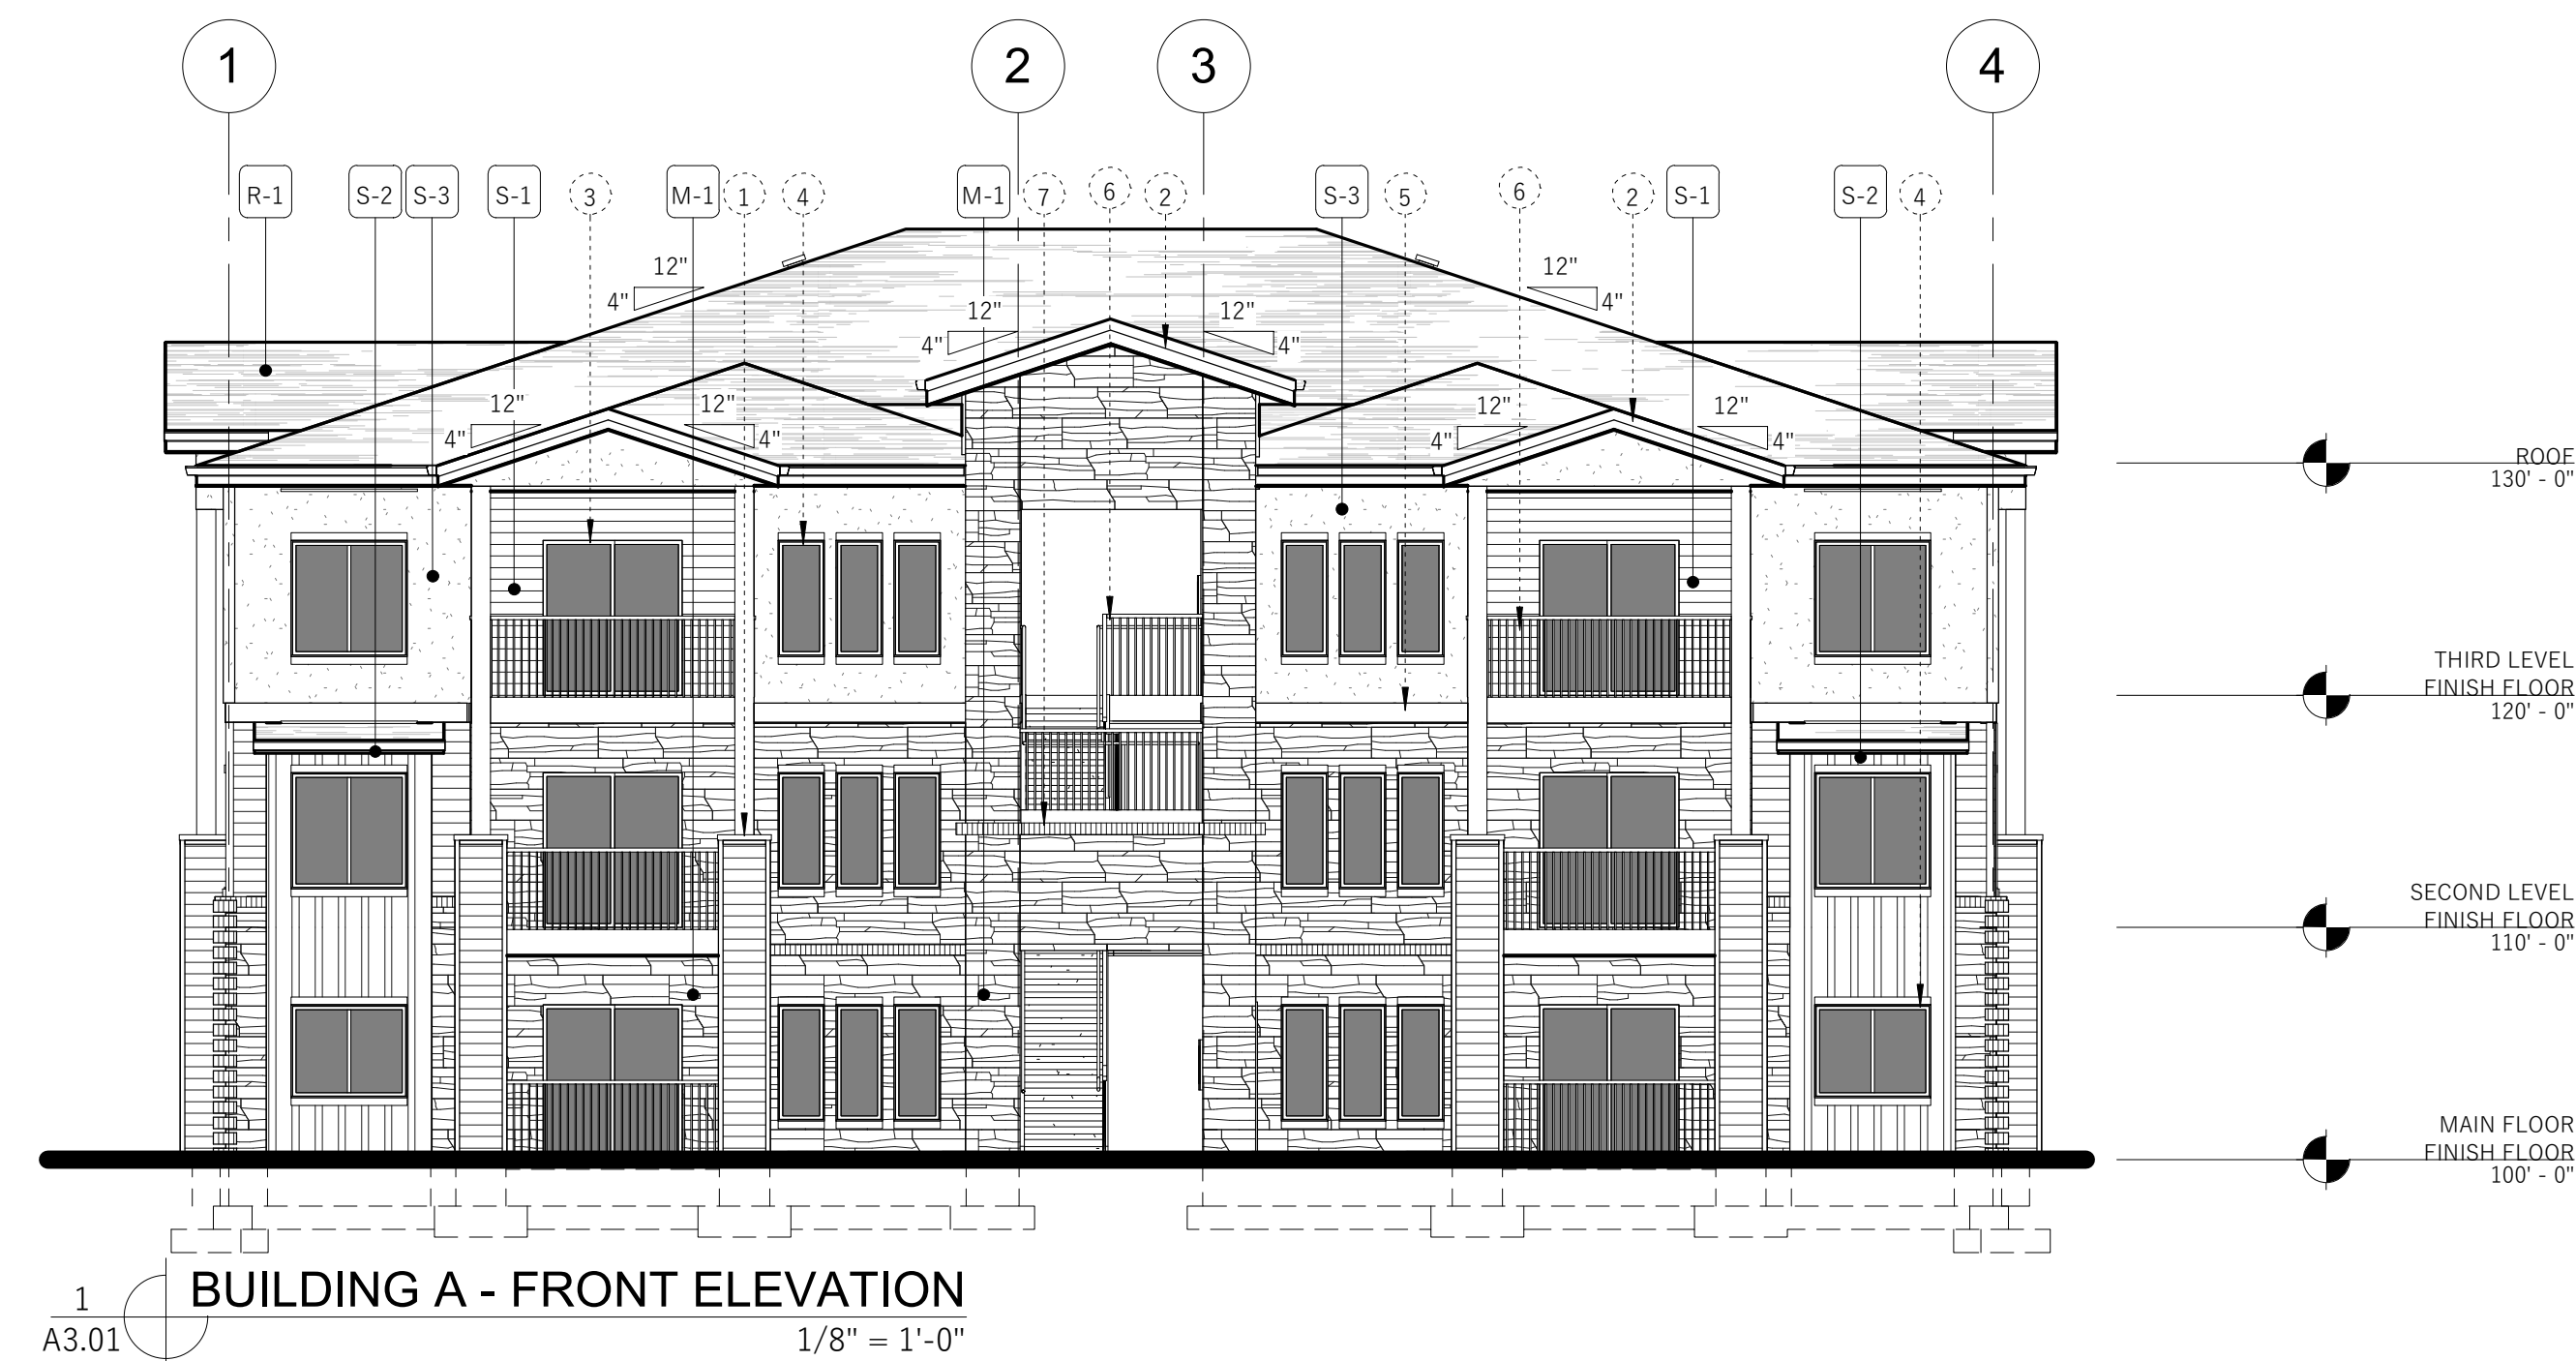 1
2
3
4
R-1
S-2
S-3
S-1
3
M-1
1
4
M-1
7
6
2
S-3
5
6
2
S-1
S-2
4
12"
4"
12"
4"
12"
4"
12"
4"
12"
4"
12"
4"
12"
4"
12"
4"
ROOF
130' - 0"
THIRD LEVEL
FINISH FLOOR
120' - 0"
SECOND LEVEL
FINISH FLOOR
110' - 0"
MAIN FLOOR
FINISH FLOOR
100' - 0"
1
A3.01
BUILDING A - FRONT ELEVATION
1/8" = 1'-0"